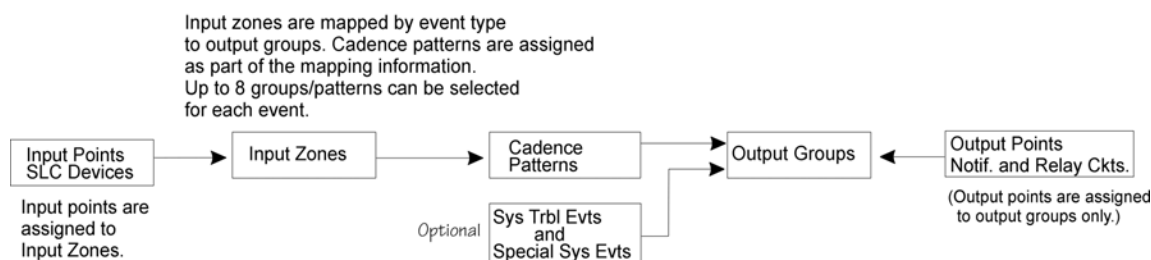 Input zones are mapped by event type
to output groups. Cadence patterns are assigned
as part of the mapping information.
Up to 8 groups/patterns can be selected
for each event.
Input Points
SLC Devices
Input Zones
Cadence
Patterns
Output Groups
Output Points
Notif. and Relay Ckts.
Input points are
assigned to
Input Zones.
Optional
Sys Trbl Evts
and
Special Sys Evts
(Output points are assigned
to output groups only.)